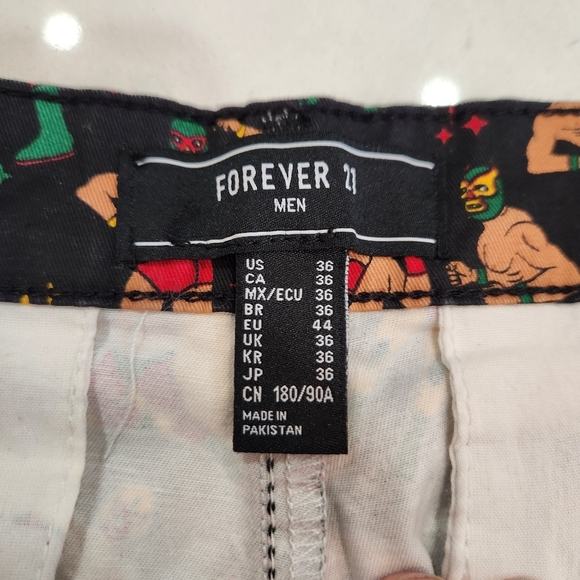 FOREVER 21
MEN
US 36
CA 36
MX/ECU 36
BR 36
EU 44
UK 36
KR 36
JP 36
CN 180/90A
MADE IN
PAKISTAN